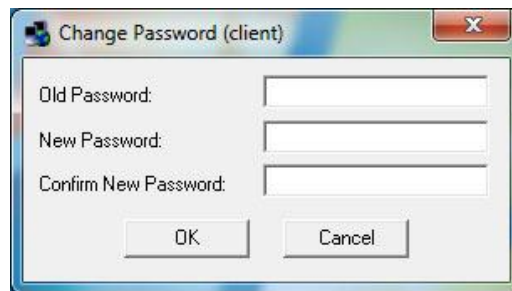 Change Password (client)
Old Password:
New Password:
Confirm New Password:
OK Cancel